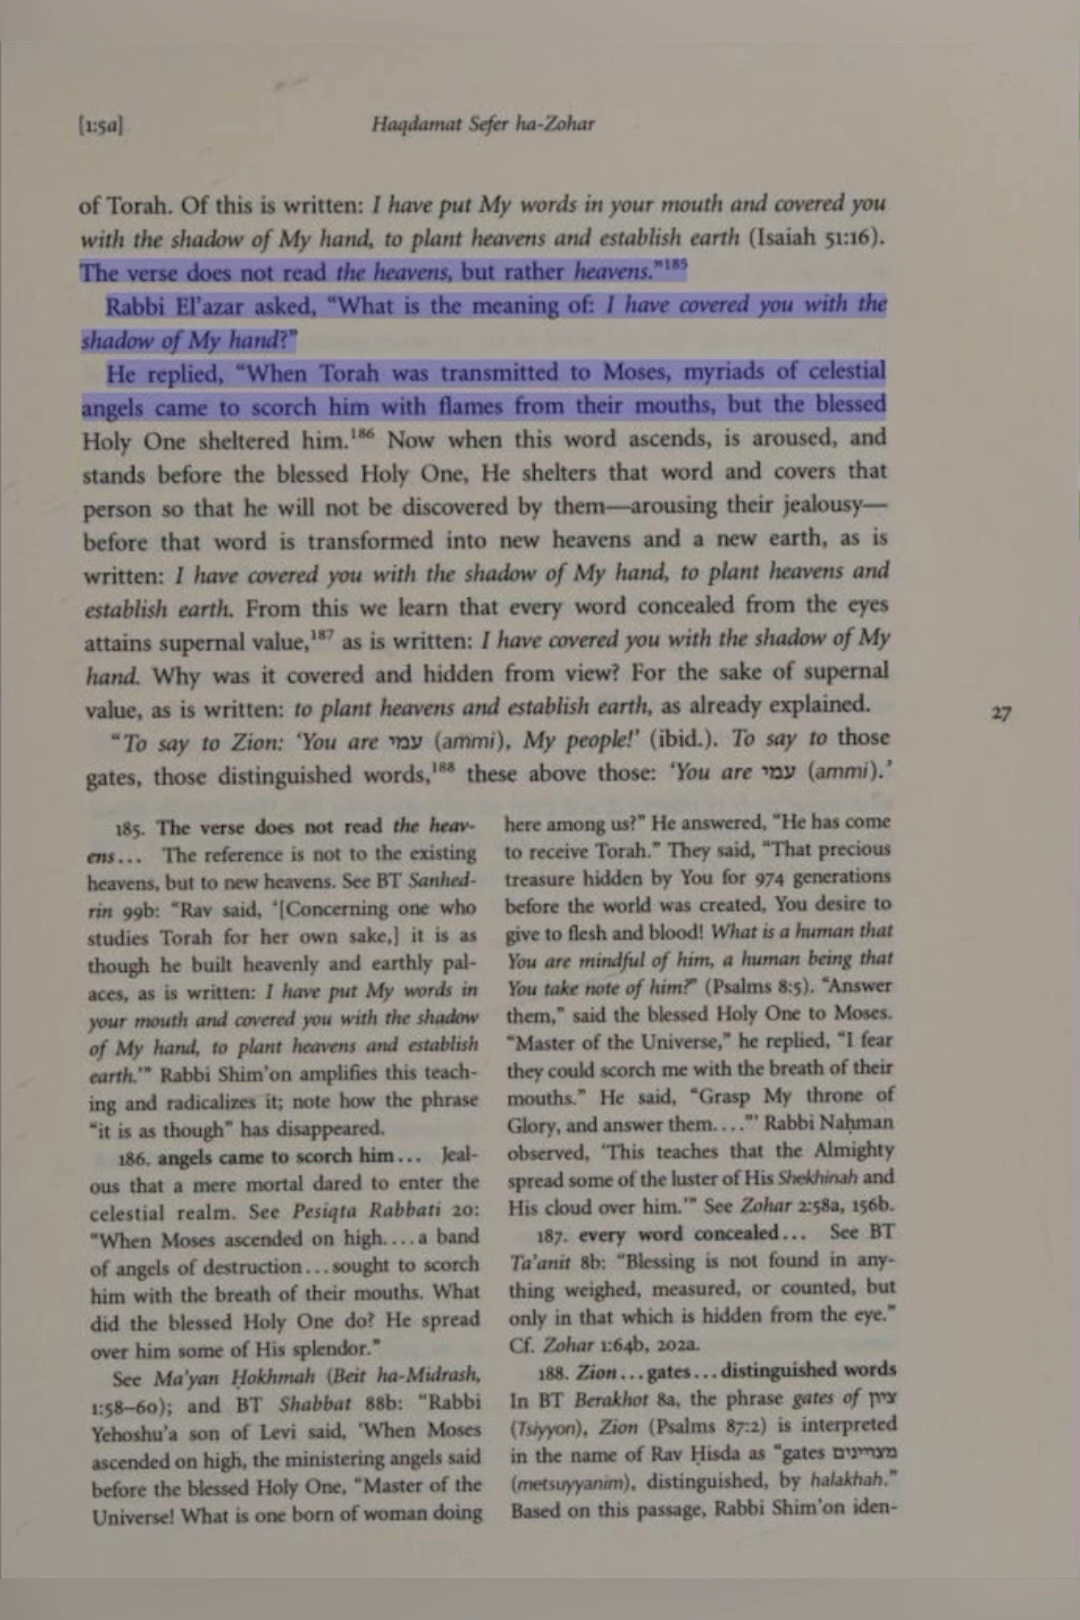 [1:5a]
Haqdamat Sefer ha-Zohar
of Torah. Of this is written: I have put My words in your mouth and covered you
with the shadow of My hand, to plant heavens and establish earth (Isaiah 51:16).
The verse does not read the heavens, but rather heavens.”185
Rabbi El’azar asked, “What is the meaning of: I have covered you with the
shadow of My hand?”
He replied, “When Torah was transmitted to Moses, myriads of celestial
angels came to scorch him with flames from their mouths, but the blessed
Holy One sheltered him.186 Now when this word ascends, is aroused, and
stands before the blessed Holy One, He shelters that word and covers that
person so that he will not be discovered by them—arousing their jealousy—
before that word is transformed into new heavens and a new earth, as is
written: I have covered you with the shadow of My hand, to plant heavens and
establish earth. From this we learn that every word concealed from the eyes
attains supernal value,187 as is written: I have covered you with the shadow of My
hand. Why was it covered and hidden from view? For the sake of supernal
value, as is written: to plant heavens and establish earth, as already explained.
“To say to Zion: ‘You are עמי (ammi), My people!’ (ibid.). To say to those
gates, those distinguished words,188 these above those: ‘You are עמי (ammi).’
27
185. The verse does not read the heav-
ens... The reference is not to the existing
heavens, but to new heavens. See BT Sanhed-
rin 99b: “Rav said, ‘[Concerning one who
studies Torah for her own sake,] it is as
though he built heavenly and earthly pal-
aces, as is written: I have put My words in
your mouth and covered you with the shadow
of My hand, to plant heavens and establish
earth.’” Rabbi Shim’on amplifies this teach-
ing and radicalizes it; note how the phrase
“it is as though” has disappeared.
186. angels came to scorch him... Jeal-
ous that a mere mortal dared to enter the
celestial realm. See Pesiqta Rabbati 20:
“When Moses ascended on high....a band
of angels of destruction...sought to scorch
him with the breath of their mouths. What
did the blessed Holy One do? He spread
over him some of His splendor.”
See Ma’yan Ḥokhmah (Beit ha-Midrash,
1:58–60); and BT Shabbat 88b: “Rabbi
Yehoshu’a son of Levi said, ‘When Moses
ascended on high, the ministering angels said
before the blessed Holy One, “Master of the
Universe! What is one born of woman doing
here among us?” He answered, “He has come
to receive Torah.” They said, “That precious
treasure hidden by You for 974 generations
before the world was created, You desire to
give to flesh and blood! What is a human that
You are mindful of him, a human being that
You take note of him?” (Psalms 8:5). “Answer
them,” said the blessed Holy One to Moses.
“Master of the Universe,” he replied, “I fear
they could scorch me with the breath of their
mouths.” He said, “Grasp My throne of
Glory, and answer them....”’ Rabbi Naḥman
observed, ‘This teaches that the Almighty
spread some of the luster of His Shekhinah and
His cloud over him.’” See Zohar 2:58a, 156b.
187. every word concealed... See BT
Ta’anit 8b: “Blessing is not found in any-
thing weighed, measured, or counted, but
only in that which is hidden from the eye.”
Cf. Zohar 1:64b, 202a.
188. Zion...gates...distinguished words
In BT Berakhot 8a, the phrase gates of ציון
(Tsiyyon), Zion (Psalms 87:2) is interpreted
in the name of Rav Ḥisda as “gates מצויינים
(metsuyyanim), distinguished, by halakhah.”
Based on this passage, Rabbi Shim’on iden-